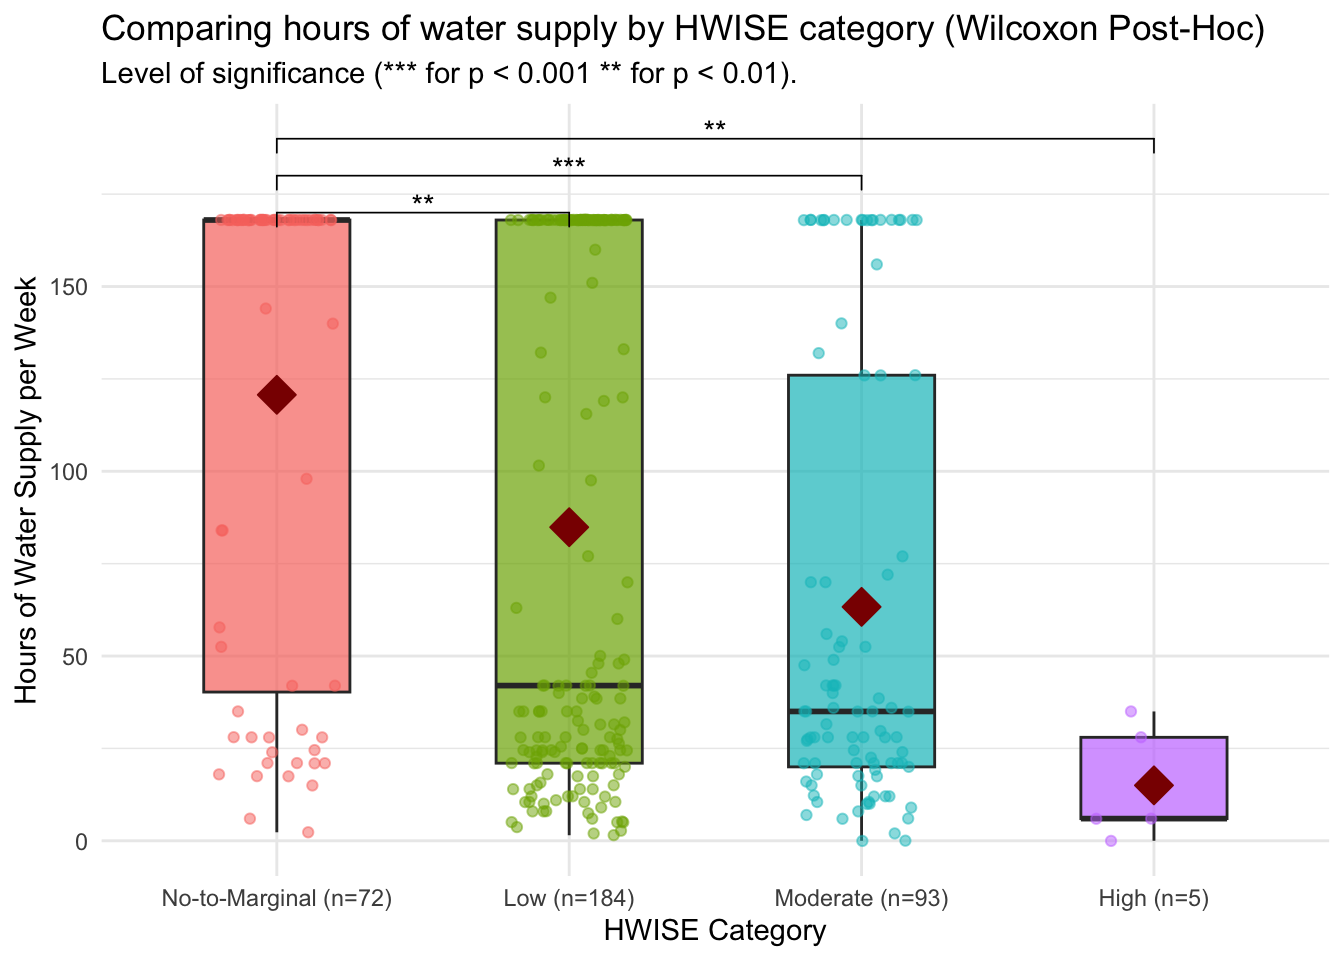 Comparing hours of water supply by HWISE category (Wilcoxon Post-Hoc)
Level of significance (*** for p < 0.001 ** for p < 0.01).
**
***
**
Hours of Water Supply per Week
150
100
50
0
No-to-Marginal (n=72) Low (n=184) Moderate (n=93) High (n=5)
HWISE Category